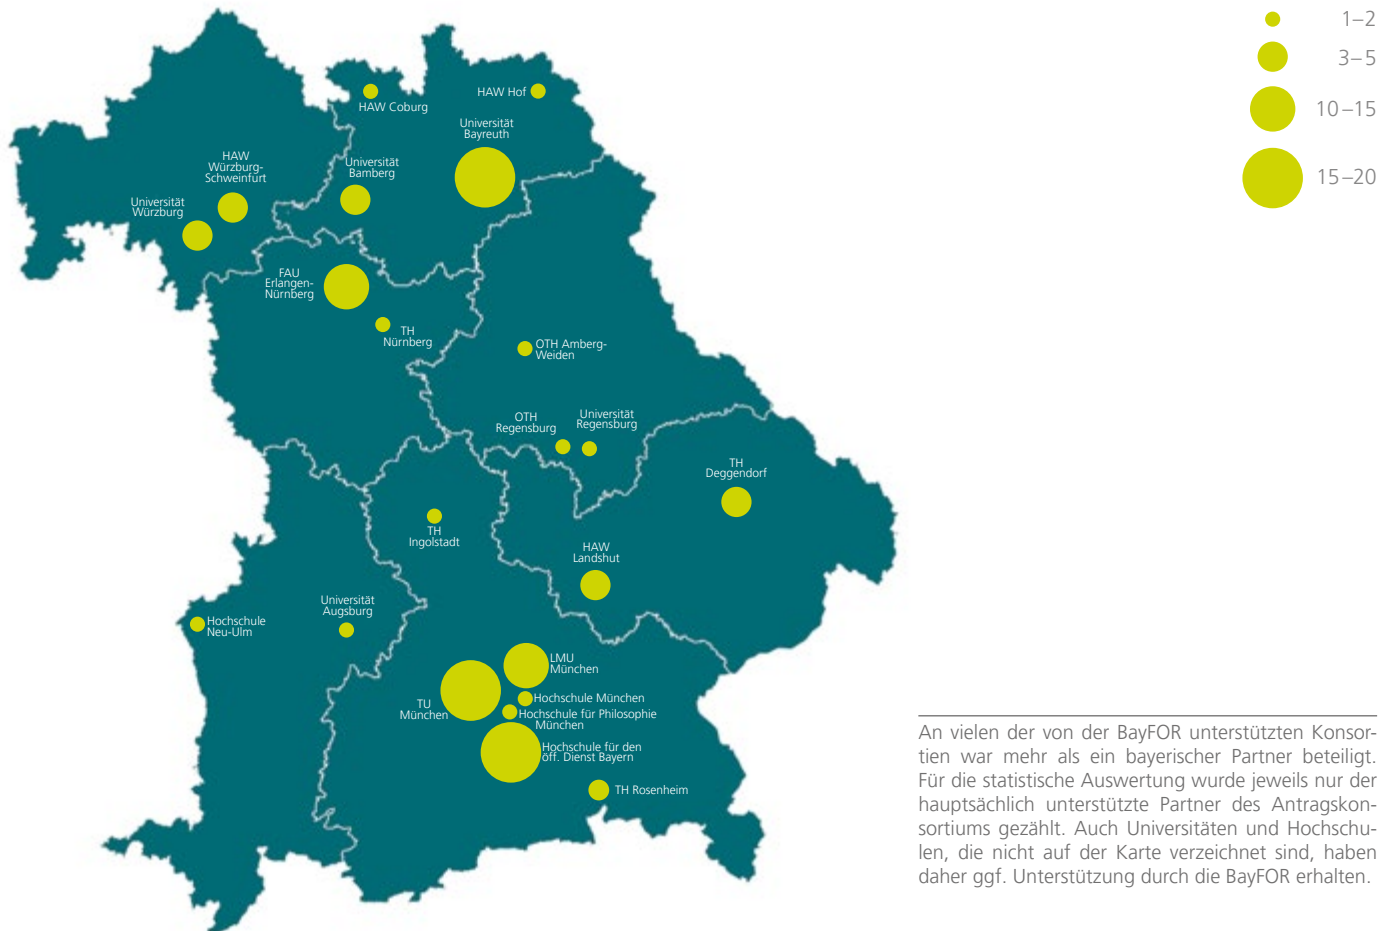 1–2
3–5
10–15
15–20
HAW Coburg
HAW Hof
Universität
Bayreuth
HAW
Würzburg-
Schweinfurt
Universität
Bamberg
Universität
Würzburg
FAU
Erlangen-
Nürnberg
TH
Nürnberg
OTH Amberg-
Weiden
OTH
Regensburg
Universität
Regensburg
TH
Deggendorf
TH
Ingolstadt
HAW
Landshut
Hochschule
Neu-Ulm
Universität
Augsburg
LMU
München
TU
München
Hochschule München
Hochschule für Philosophie
München
Hochschule für den
öff. Dienst Bayern
TH Rosenheim
An vielen der von der BayFOR unterstützten Konsor-
tien war mehr als ein bayerischer Partner beteiligt.
Für die statistische Auswertung wurde jeweils nur der
hauptsächlich unterstützte Partner des Antragskon-
sortiums gezählt. Auch Universitäten und Hochschu-
len, die nicht auf der Karte verzeichnet sind, haben
daher ggf. Unterstützung durch die BayFOR erhalten.